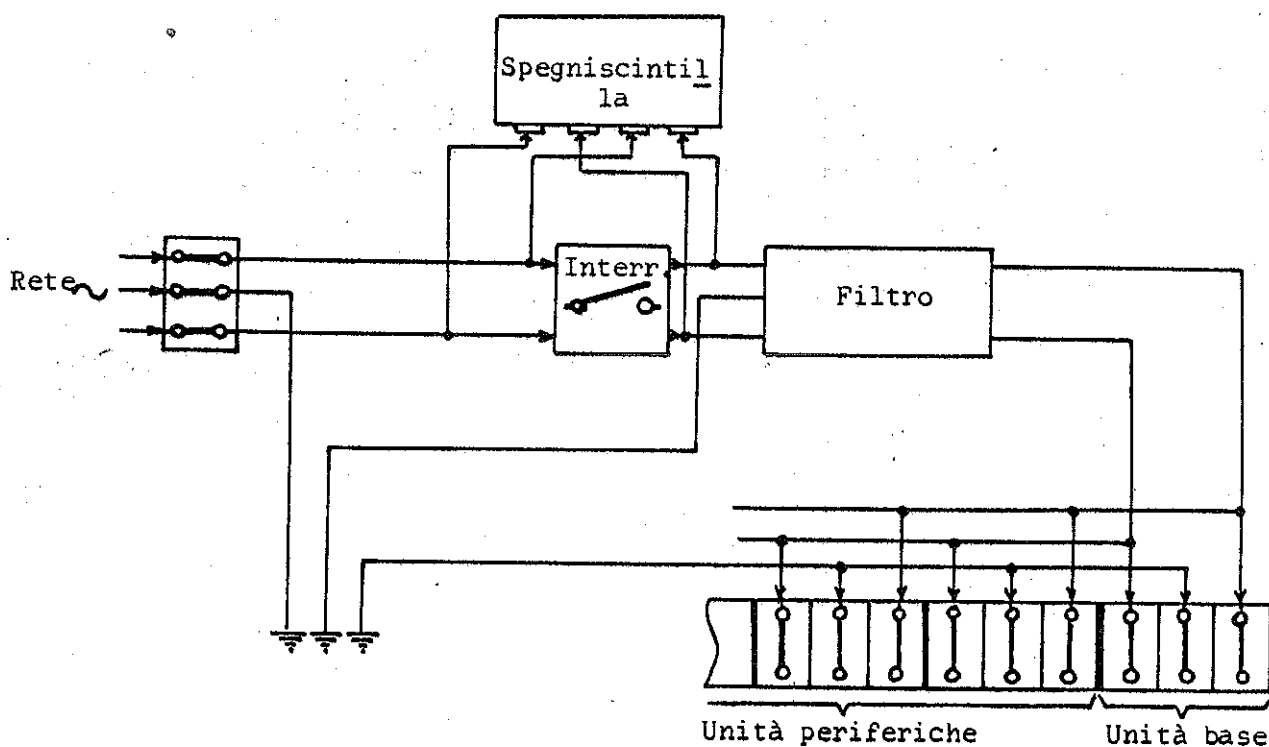 Spegniscintil
la
Rete
Interr.
Filtro
Unità periferiche
Unità base